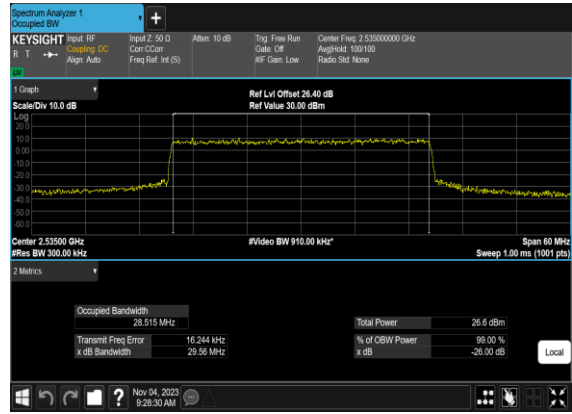 Spectrum Analyzer 1
Occupied BW
+
KEYSIGHT Input: RF Input Z: 50 Ω Atten: 10 dB Trig: Free Run Center Freq: 2.535000000 GHz
R T Coupling: DC Corr CCorr Gate: Off Avg|Hold: 100/100
Align: Auto Freq Ref: Int (S) #IF Gain: Low Radio Std: None
1 Graph
Ref Lvl Offset 26.40 dB
Scale/Div 10.0 dB Ref Value 30.00 dBm
Log
20.0
10.0
0.00
-10.0
-20.0
-30.0
-40.0
-50.0
-60.0
Center 2.53500 GHz #Video BW 910.00 kHz* Span 60 MHz
#Res BW 300.00 kHz Sweep 1.00 ms (1001 pts)
2 Metrics
Occupied Bandwidth
28.515 MHz Total Power 26.6 dBm
Transmit Freq Error 16.244 kHz % of OBW Power 99.00 %
x dB Bandwidth 29.56 MHz x dB -26.00 dB
Local
? Nov 04, 2023
9:28:30 AM